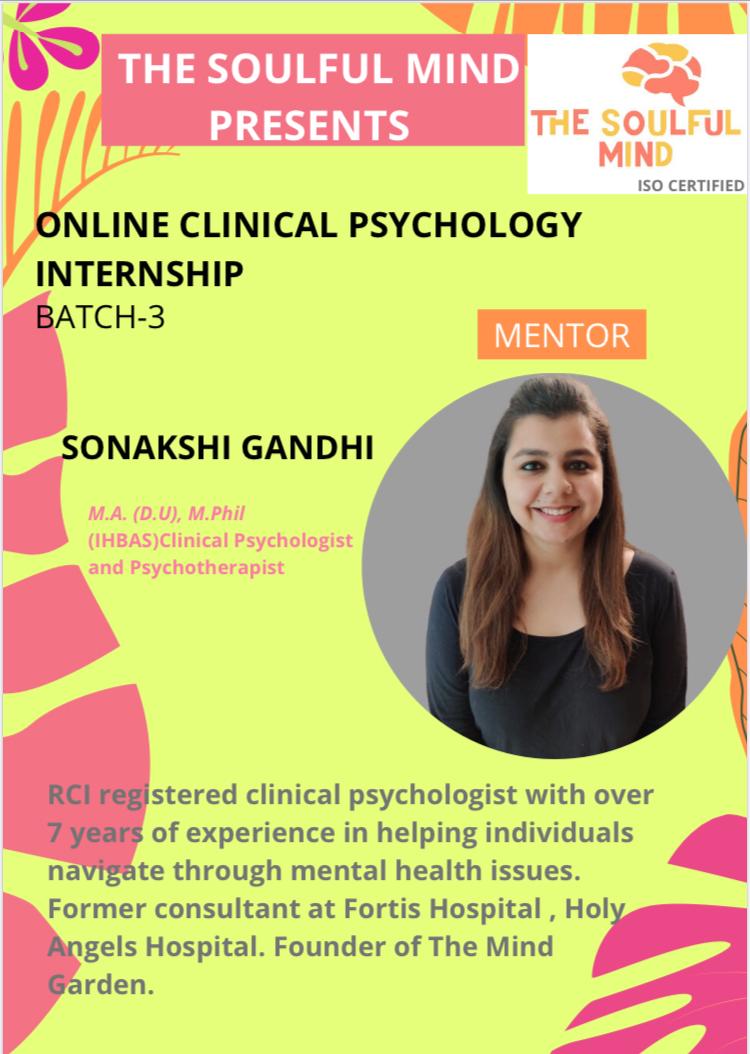 THE SOULFUL MIND
PRESENTS
THE SOULFUL
MIND
ISO CERTIFIED
ONLINE CLINICAL PSYCHOLOGY
INTERNSHIP
BATCH-3
MENTOR
SONAKSHI GANDHI
M.A. (D.U), M.Phil
(IHBAS)Clinical Psychologist
and Psychotherapist
RCI registered clinical psychologist with over
7 years of experience in helping individuals
navigate through mental health issues.
Former consultant at Fortis Hospital , Holy
Angels Hospital. Founder of The Mind
Garden.